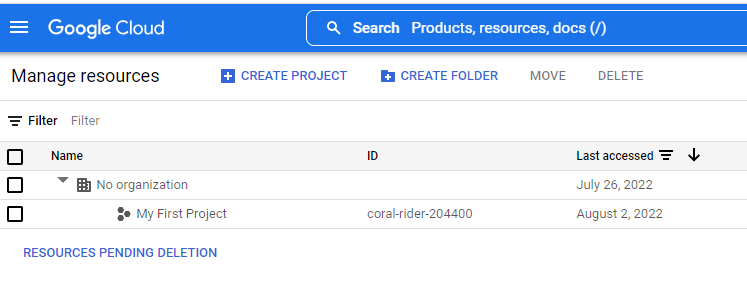 Google Cloud Search Products, resources, docs (/)
Manage resources CREATE PROJECT CREATE FOLDER MOVE DELETE
Filter Filter
Name ID Last accessed
No organization July 26, 2022
My First Project coral-rider-204400 August 2, 2022
RESOURCES PENDING DELETION